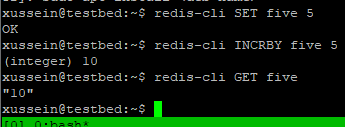 xussein@testbed:~$ redis-cli SET five 5
OK
xussein@testbed:~$ redis-cli INCRBY five 5
(integer) 10
xussein@testbed:~$ redis-cli GET five
"10"
xussein@testbed:~$
[0] 0:bash*